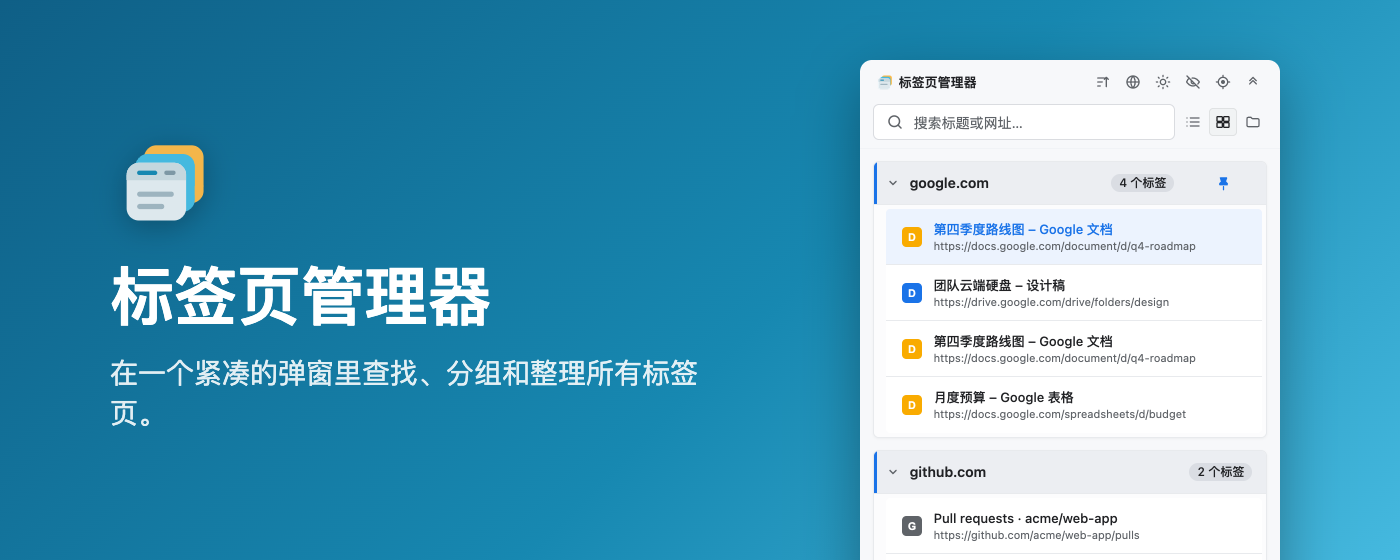 标签页管理器
在一个紧凑的弹窗里查找、分组和整理所有标签
页。
标签页管理器
搜索标题或网址...
google.com
4 个标签
D
第四季度路线图 – Google 文档
https://docs.google.com/document/d/q4-roadmap
D
团队云端硬盘 – 设计稿
https://drive.google.com/drive/folders/design
D
第四季度路线图 – Google 文档
https://docs.google.com/document/d/q4-roadmap
D
月度预算 – Google 表格
https://docs.google.com/spreadsheets/d/budget
github.com
2 个标签
G
Pull requests · acme/web-app
https://github.com/acme/web-app/pulls